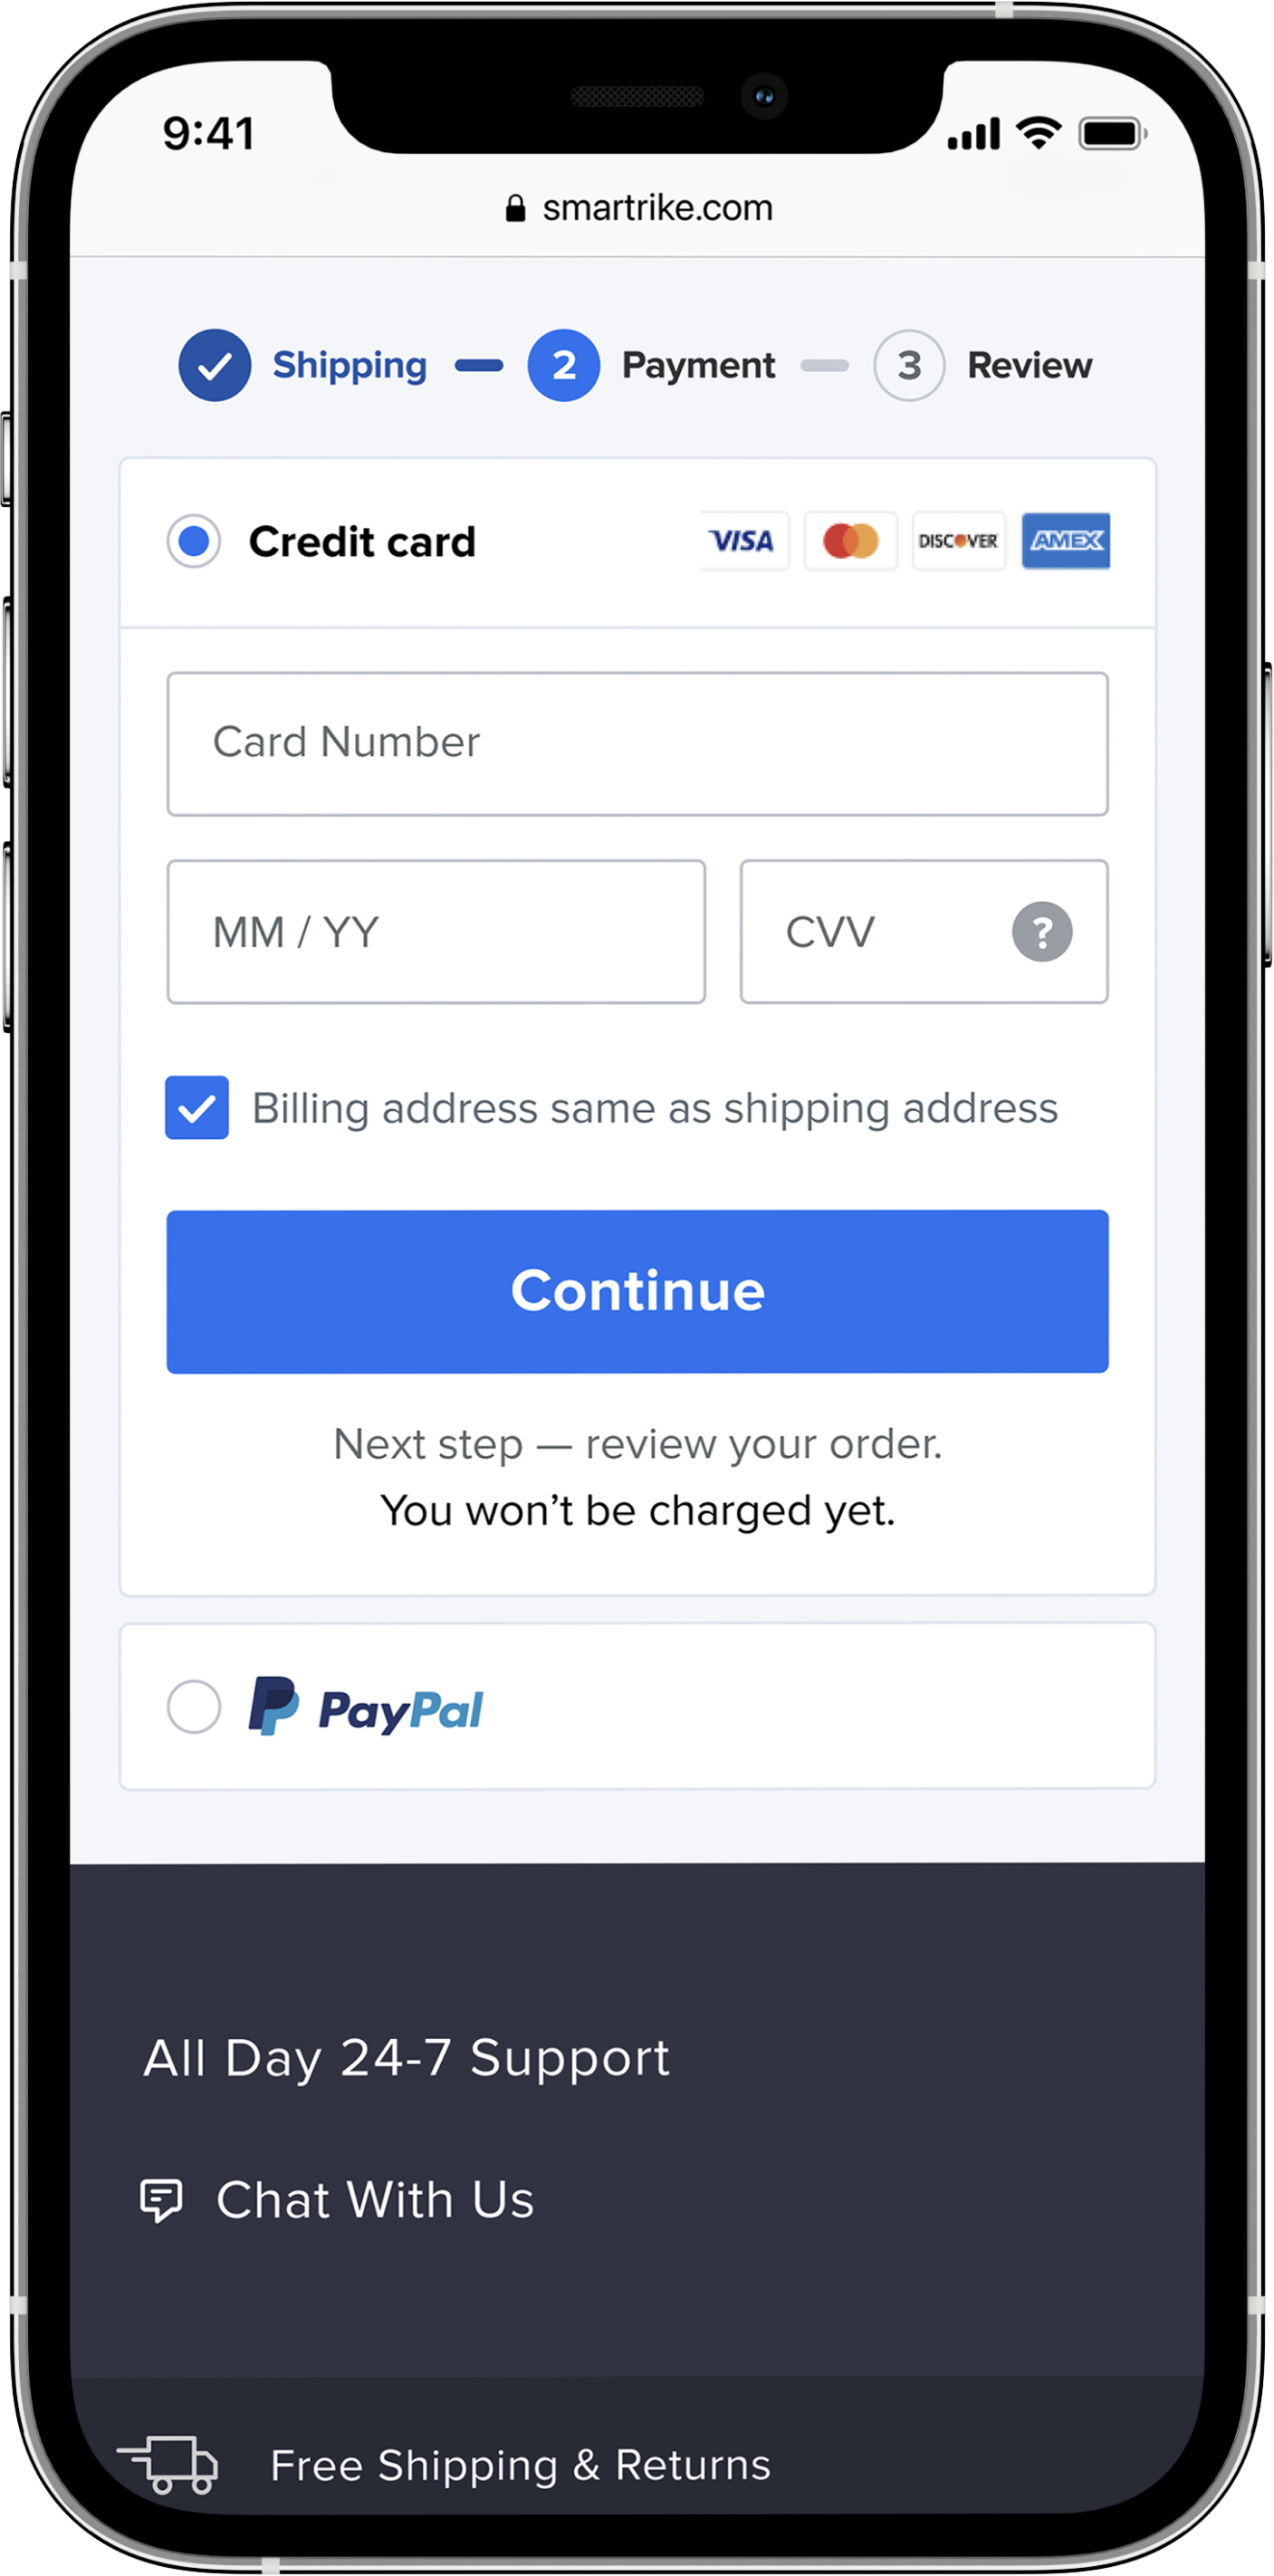 9:41
smartrike.com
Shipping 2 Payment 3 Review
Credit card VISA DISCOVER AMEX
Card Number
MM / YY CVV ?
Billing address same as shipping address
Continue
Next step — review your order.
You won’t be charged yet.
PayPal
All Day 24-7 Support
Chat With Us
Free Shipping & Returns